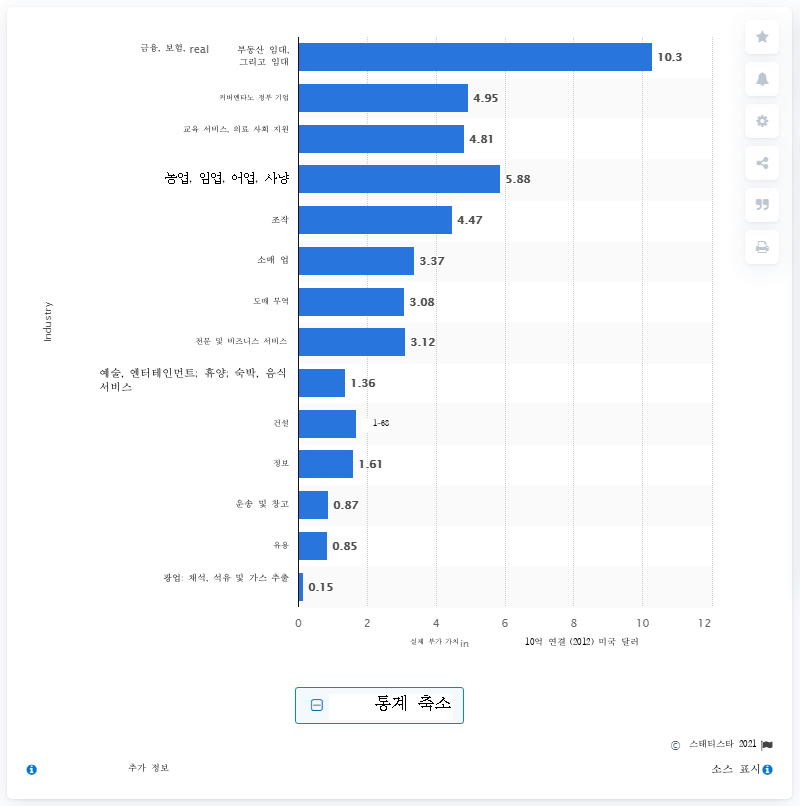 금융, 보험, real 부동산 임대,
그리고 임대
10.3
커버멘타노 정부 기업
4.95
교육 서비스, 의료 사회 지원
4.81
농업, 임업, 어업, 사냥
5.88
조작
4.47
소매 업
3.37
도매 무역
3.08
전문 및 비즈니스 서비스
3.12
예술, 엔터테인먼트; 휴양; 숙박, 음식
서비스
1.36
건설
1-68
정보
1.61
운송 및 창고
0.87
유용
0.85
광업: 채석, 석유 및 가스 추출
0.15
Industry
0 2 4 6 8 10 12
실제 부가 가치 in 10억 연결 (2012) 미국 달러
통계 축소
© 스태티스타 2021
추가 정보
소스 표시